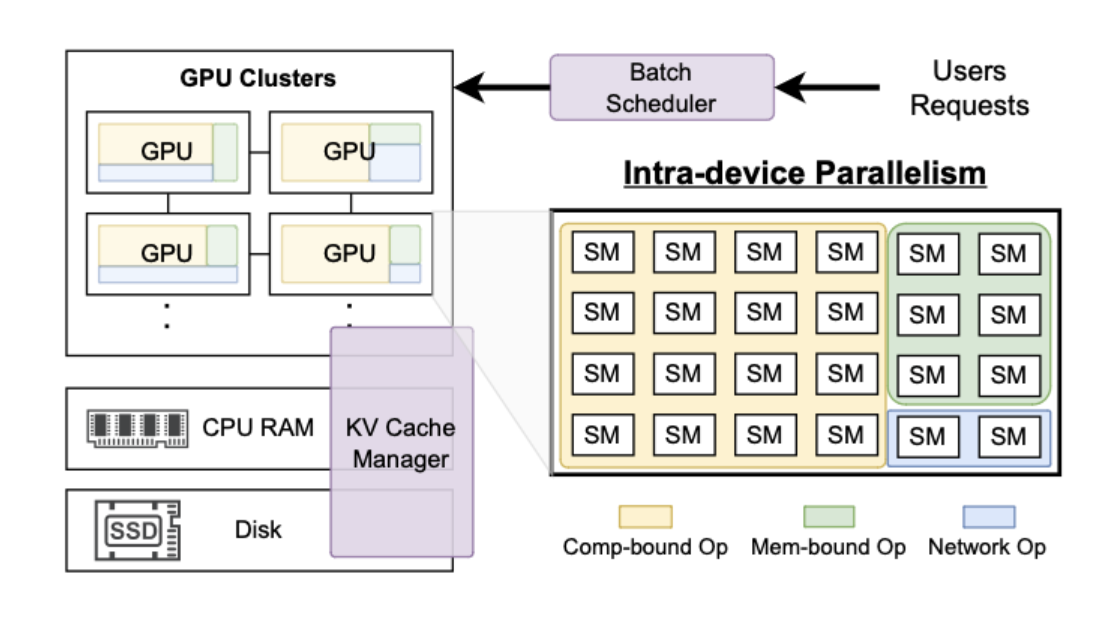 GPU Clusters
GPU
GPU
GPU
GPU
Batch
Scheduler
Users
Requests
Intra-device Parallelism
SM SM SM SM SM SM
SM SM SM SM SM SM
SM SM SM SM SM SM
SM SM SM SM SM SM
CPU RAM
KV Cache
Manager
SSD
Disk
Comp-bound Op
Mem-bound Op
Network Op